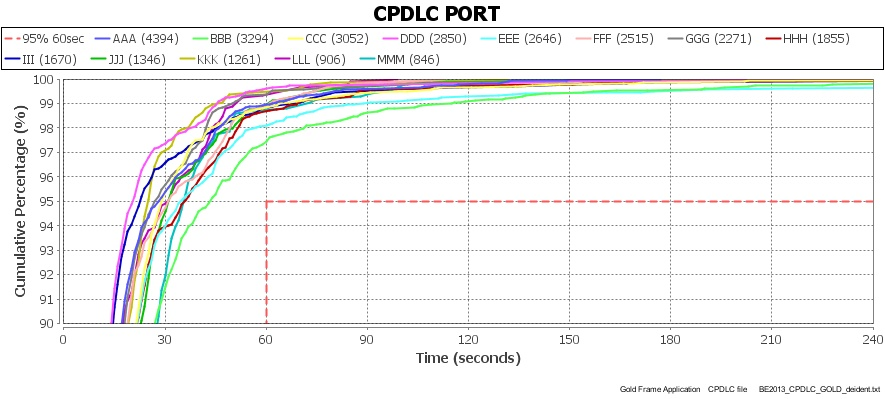 CPDLC PORT
95% 60sec AAA (4394) BBB (3294) CCC (3052) DDD (2850) EEE (2646) FFF (2515) GGG (2271) HHH (1855)
III (1670) JJJ (1346) KKK (1261) LLL (906) MMM (846)
Cumulative Percentage (%)
100
99
98
97
96
95
94
93
92
91
90
0 30 60 90 120 150 180 210 240
Time (seconds)
Gold Frame Application CPDLC file BE2013_CPDLC_GOLD_deident.txt